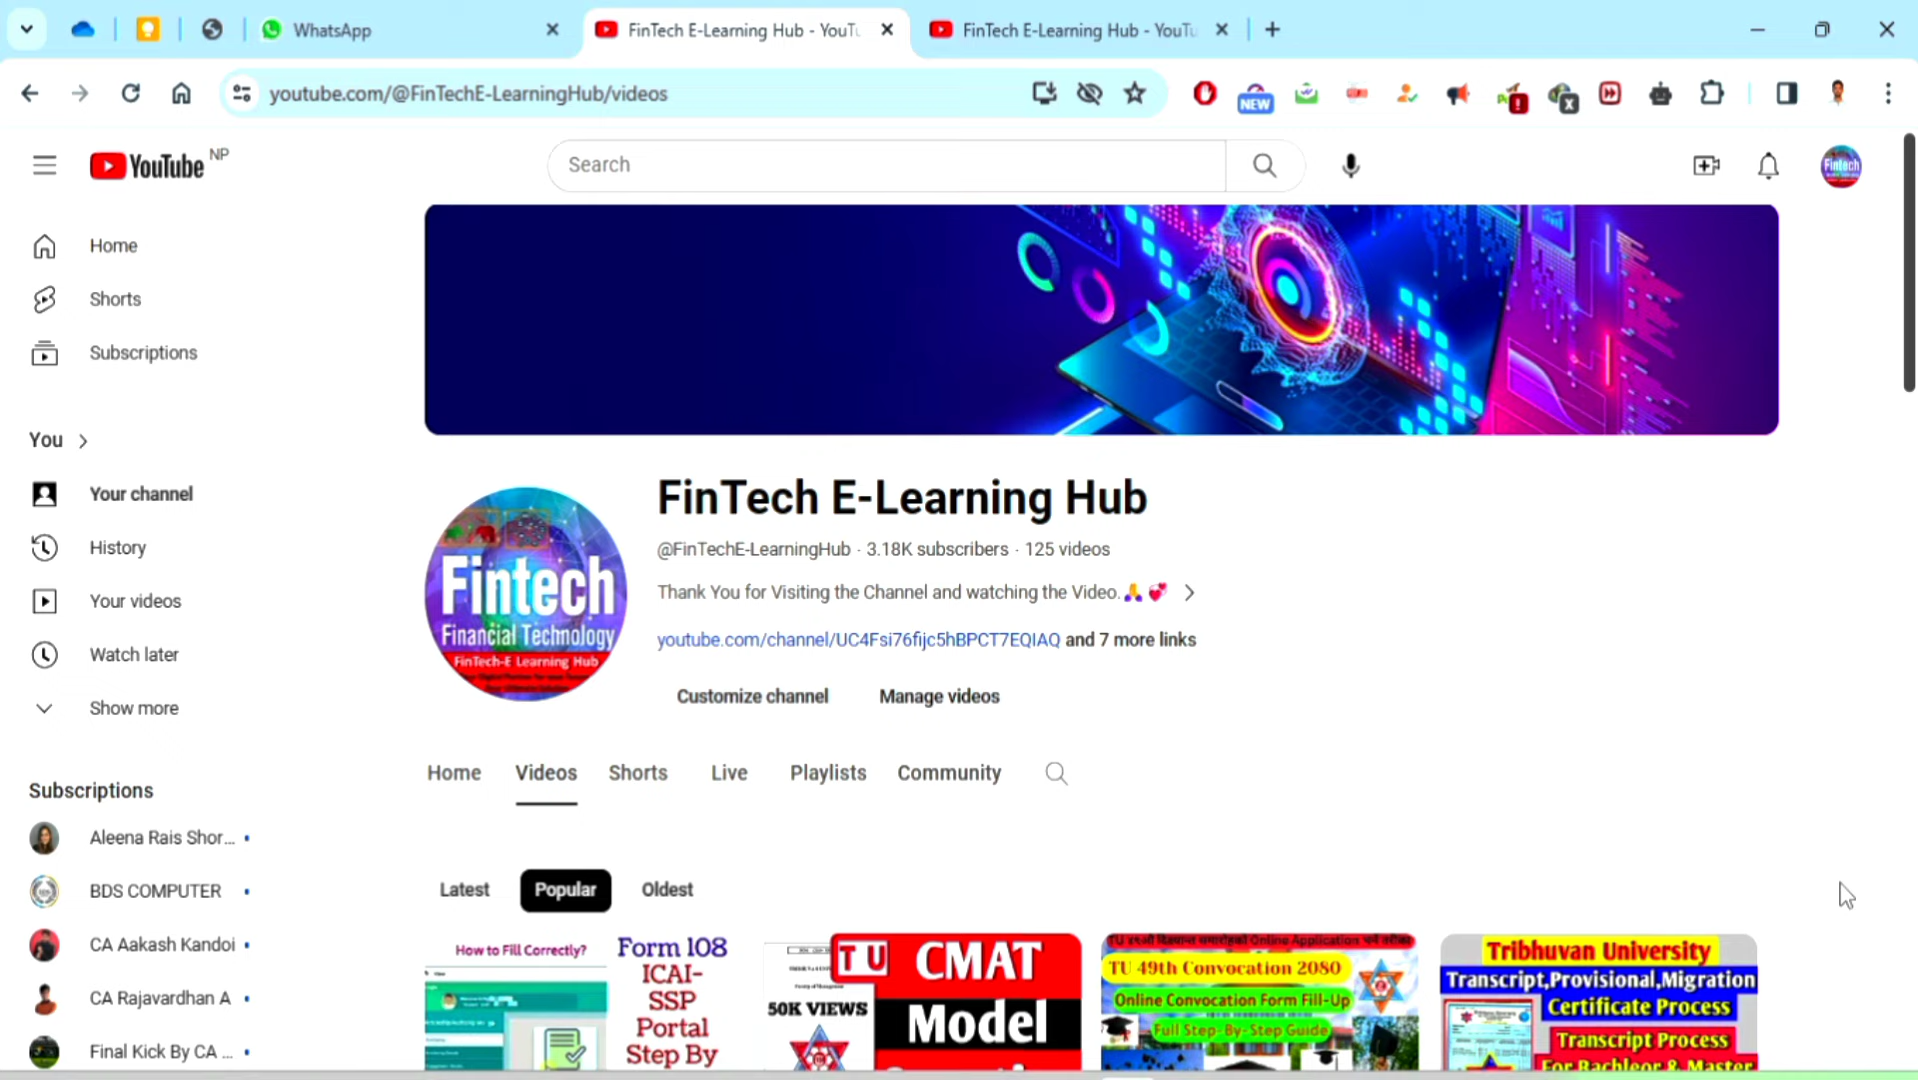 WhatsApp
FinTech E-Learning Hub - YouTu
FinTech E-Learning Hub - YouTu
youtube.com/@FinTechE-LearningHub/videos
NEW
YouTube NP
Search
Fintech
Home
Shorts
Subscriptions
You
Your channel
History
Your videos
Watch later
Show more
Subscriptions
Aleena Rais Shor...
BDS COMPUTER
CA Aakash Kandoi
CA Rajavardhan A
Final Kick By CA ...
Fintech
Financial Technology
FinTech-E Learning Hub
FinTech E-Learning Hub
@FinTechE-LearningHub · 3.18K subscribers · 125 videos
Thank You for Visiting the Channel and watching the Video.🙏 💞
youtube.com/channel/UC4Fsi76fijc5hBPCT7EQIAQ and 7 more links
Customize channel
Manage videos
Home
Videos
Shorts
Live
Playlists
Community
Latest
Popular
Oldest
How to Fill Correctly?
Form 108
ICAI-
SSP
Portal
Step By
TU
CMAT
50K VIEWS
Model
TU 49th Convocation 2080
Online Convocation Form Fill-Up
Full Step-By-Step Guide
Tribhuvan University
Transcript,Provisional,Migration
Certificate Process
Transcript Process
For Bachleor & Master